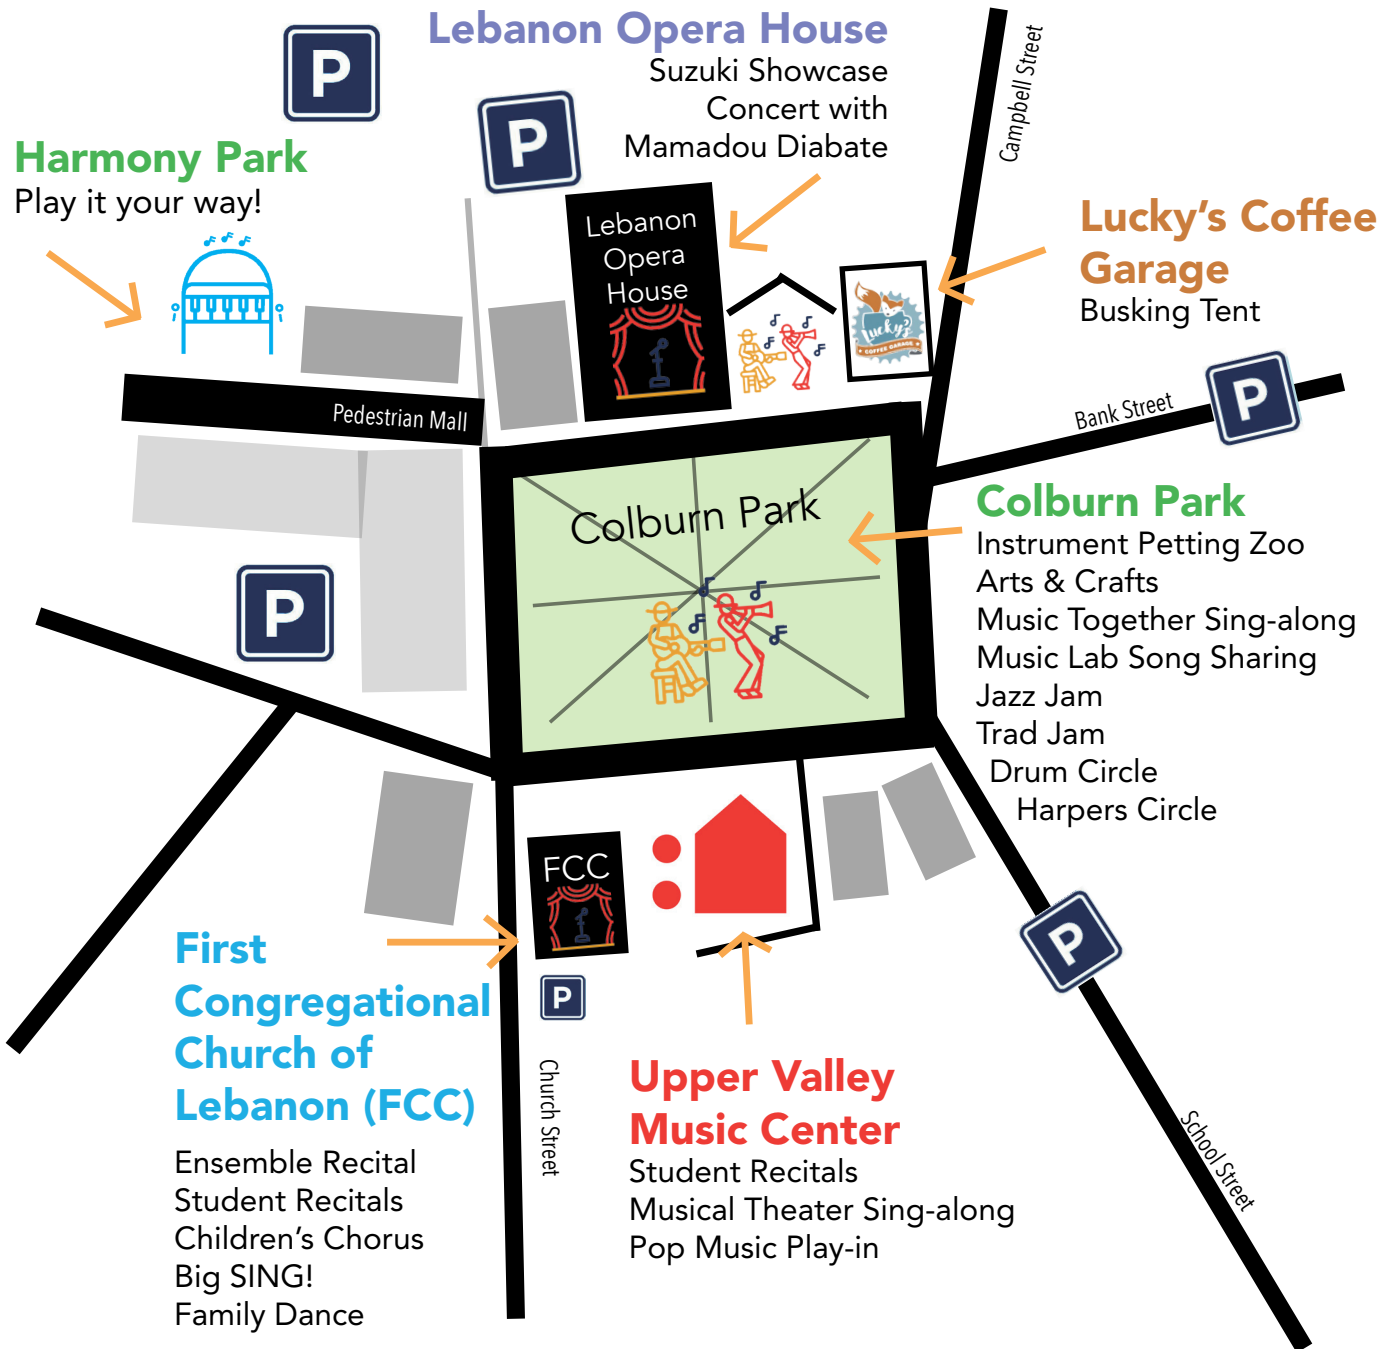 P
Lebanon Opera House
Suzuki Showcase
Concert with
Mamadou Diabate
P
Campbell Street
Harmony Park
Play it your way!
Lebanon
Opera
House
Lucky's Coffee
Garage
Busking Tent
Lucky's
COFFEE GARAGE
Pedestrian Mall
Bank Street
P
Colburn Park
Colburn Park
Instrument Petting Zoo
Arts & Crafts
Music Together Sing-along
Music Lab Song Sharing
Jazz Jam
Trad Jam
Drum Circle
Harpers Circle
P
FCC
P
First
Congregational
Church of
Lebanon (FCC)
Ensemble Recital
Student Recitals
Children's Chorus
Big SING!
Family Dance
P
Church Street
Upper Valley
Music Center
Student Recitals
Musical Theater Sing-along
Pop Music Play-in
School Street